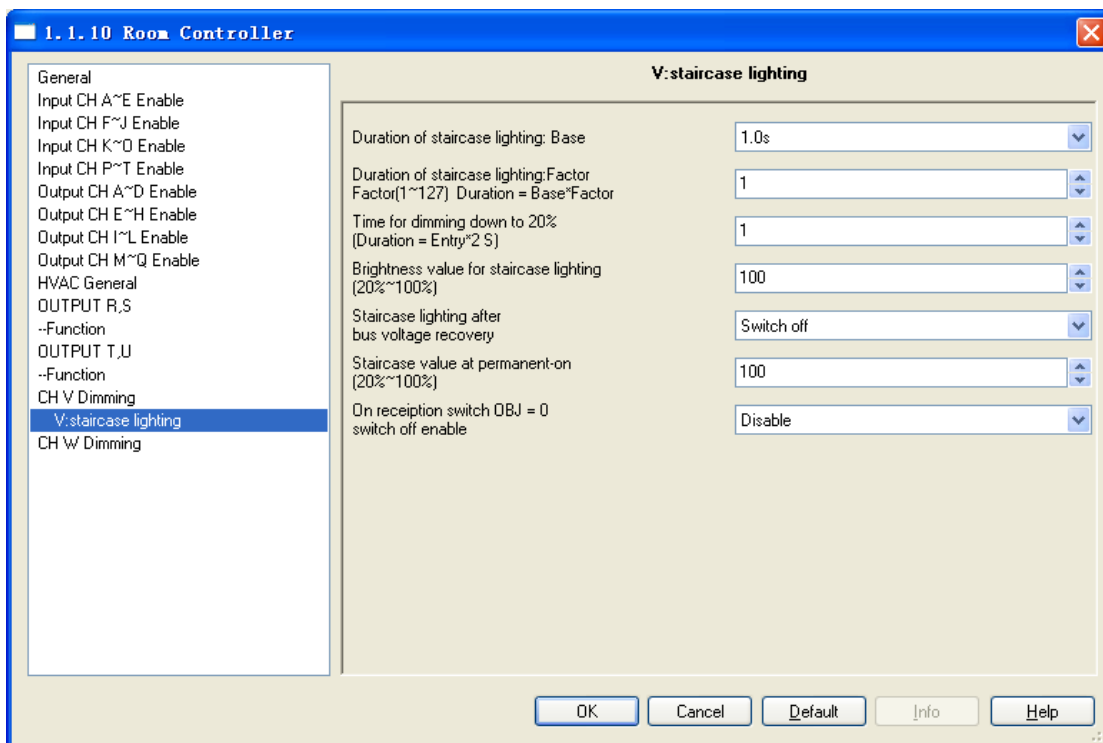 1.1.10 Room Controller
General
Input CH A~E Enable
Input CH F~J Enable
Input CH K~O Enable
Input CH P~T Enable
Output CH A~D Enable
Output CH E~H Enable
Output CH I~L Enable
Output CH M~Q Enable
HVAC General
OUTPUT R,S
--Function
OUTPUT T,U
--Function
CH V Dimming
V:staircase lighting
CH W Dimming
V:staircase lighting
Duration of staircase lighting: Base
1.0s
Duration of staircase lighting:Factor
Factor(1~127) Duration = Base*Factor
1
Time for dimming down to 20%
(Duration = Entry*2 S)
1
Brightness value for staircase lighting
(20%~100%)
100
Staircase lighting after
bus voltage recovery
Switch off
Staircase value at permanent-on
(20%~100%)
100
On receiption switch OBJ = 0
switch off enable
Disable
OK
Cancel
Default
Info
Help